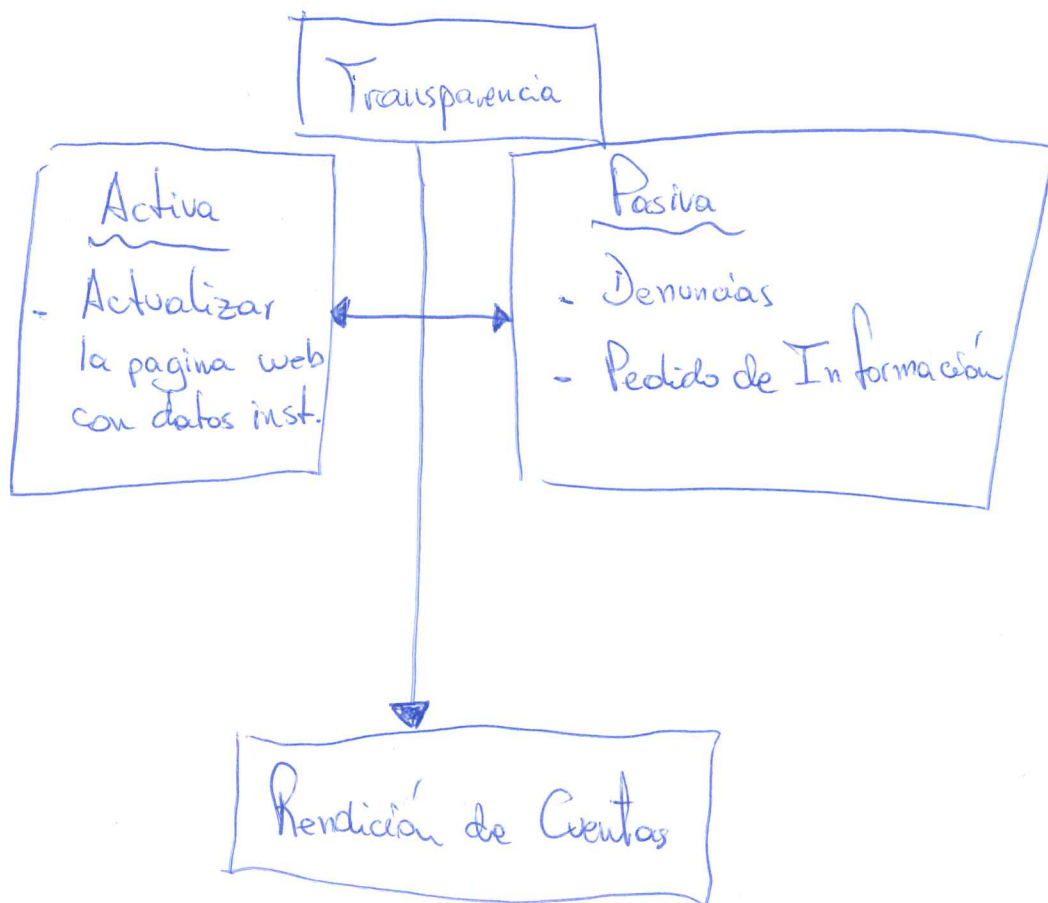 Transparencia
Activa
- Actualizar
la pagina web
con datos inst.
Pasiva
- Denuncias
- Pedido de Información
Rendición de Cuentas